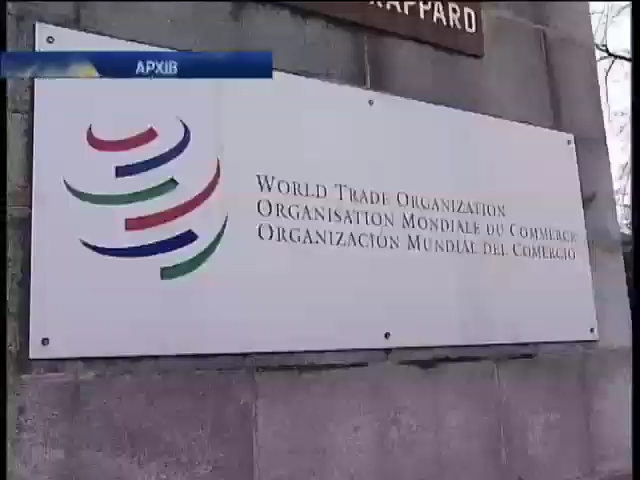 RAPPARD
АРХІВ
WORLD TRADE ORGANIZATION
ORGANISATION MONDIALE DU COMMERCE
ORGANIZACIÓN MUNDIAL DEL COMERCIO